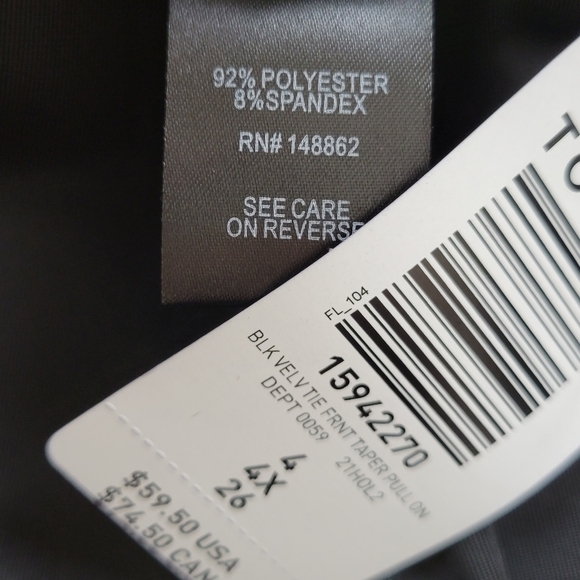 92% POLYESTER
8%SPANDEX
RN# 148862
SEE CARE
ON REVERSE
FL_104
15942270
BLK VELV TIE FRNT TAPER PULL ON
DEPT 0059 21HOL2
4
4X
26
$59.50 USA
$74.50 CAN